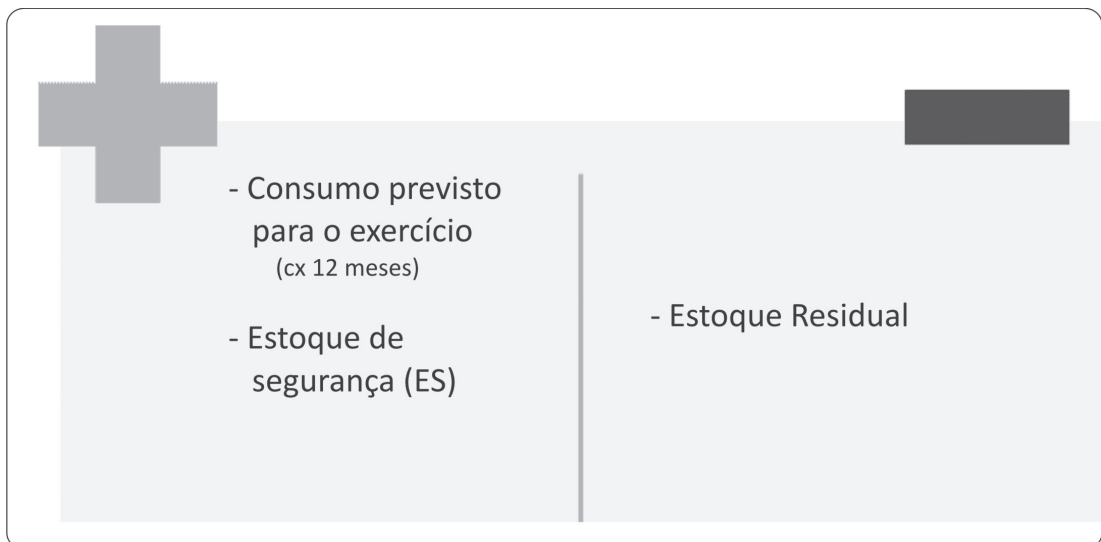 - Consumo previsto
para o exercício
(cx 12 meses)
- Estoque de
segurança (ES)
- Estoque Residual